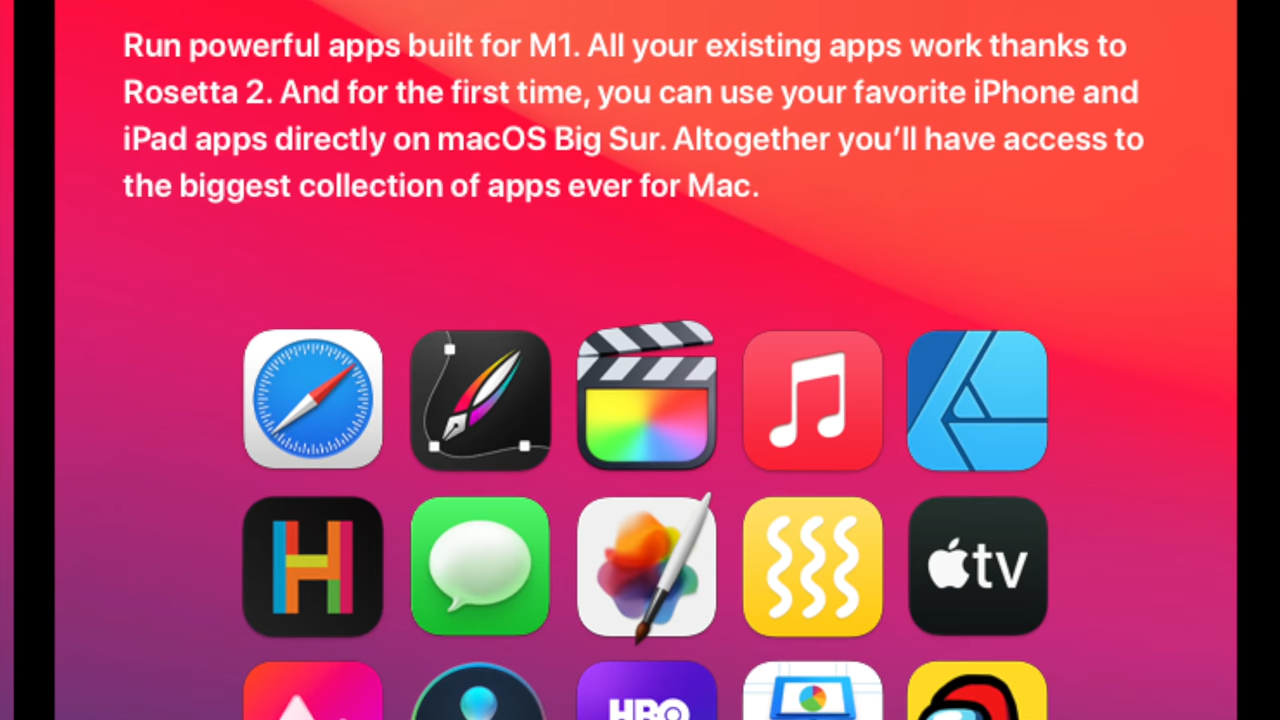 Run powerful apps built for M1. All your existing apps work thanks to
Rosetta 2. And for the first time, you can use your favorite iPhone and
iPad apps directly on macOS Big Sur. Altogether you’ll have access to
the biggest collection of apps ever for Mac.
H
tv
HBO